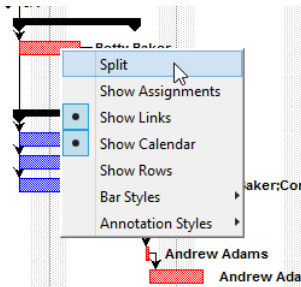 Betty Baker
Split
Show Assignments
Show Links
Show Calendar
Show Rows
Bar Styles
aker;Cor
Annotation Styles
Andrew Adams
Andrew Ada